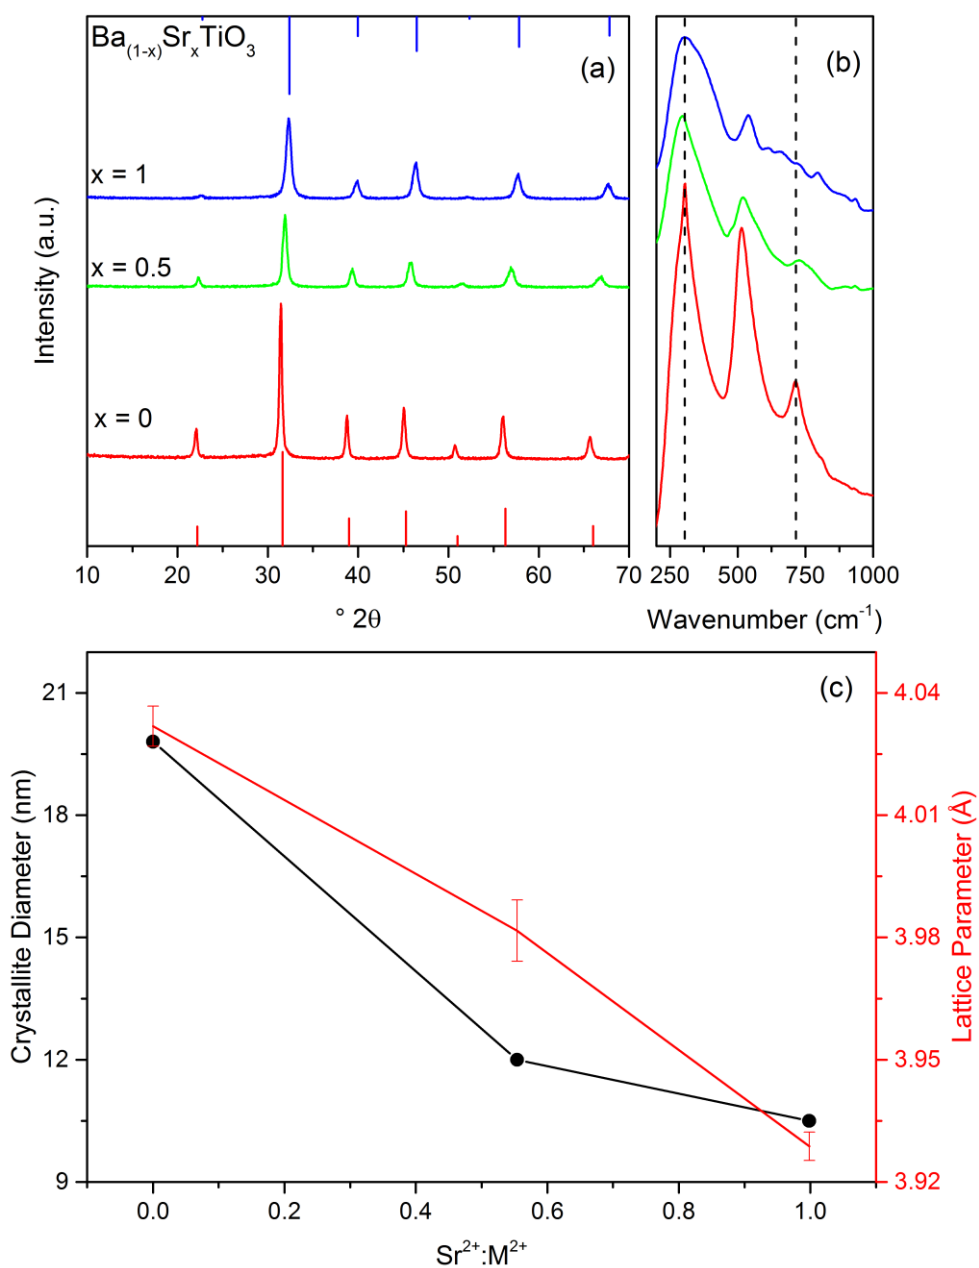 Ba(1-x)SrxTiO3
(a)
(b)
x = 1
x = 0.5
x = 0
Intensity (a.u.)
10 20 30 40 50 60 70
250 500 750 1000
° 2θ
Wavenumber (cm-1)
(c)
21
18
15
12
9
Crystallite Diameter (nm)
4.04
4.01
3.98
3.95
3.92
Lattice Parameter (Å)
0.0 0.2 0.4 0.6 0.8 1.0
Sr2+:M2+